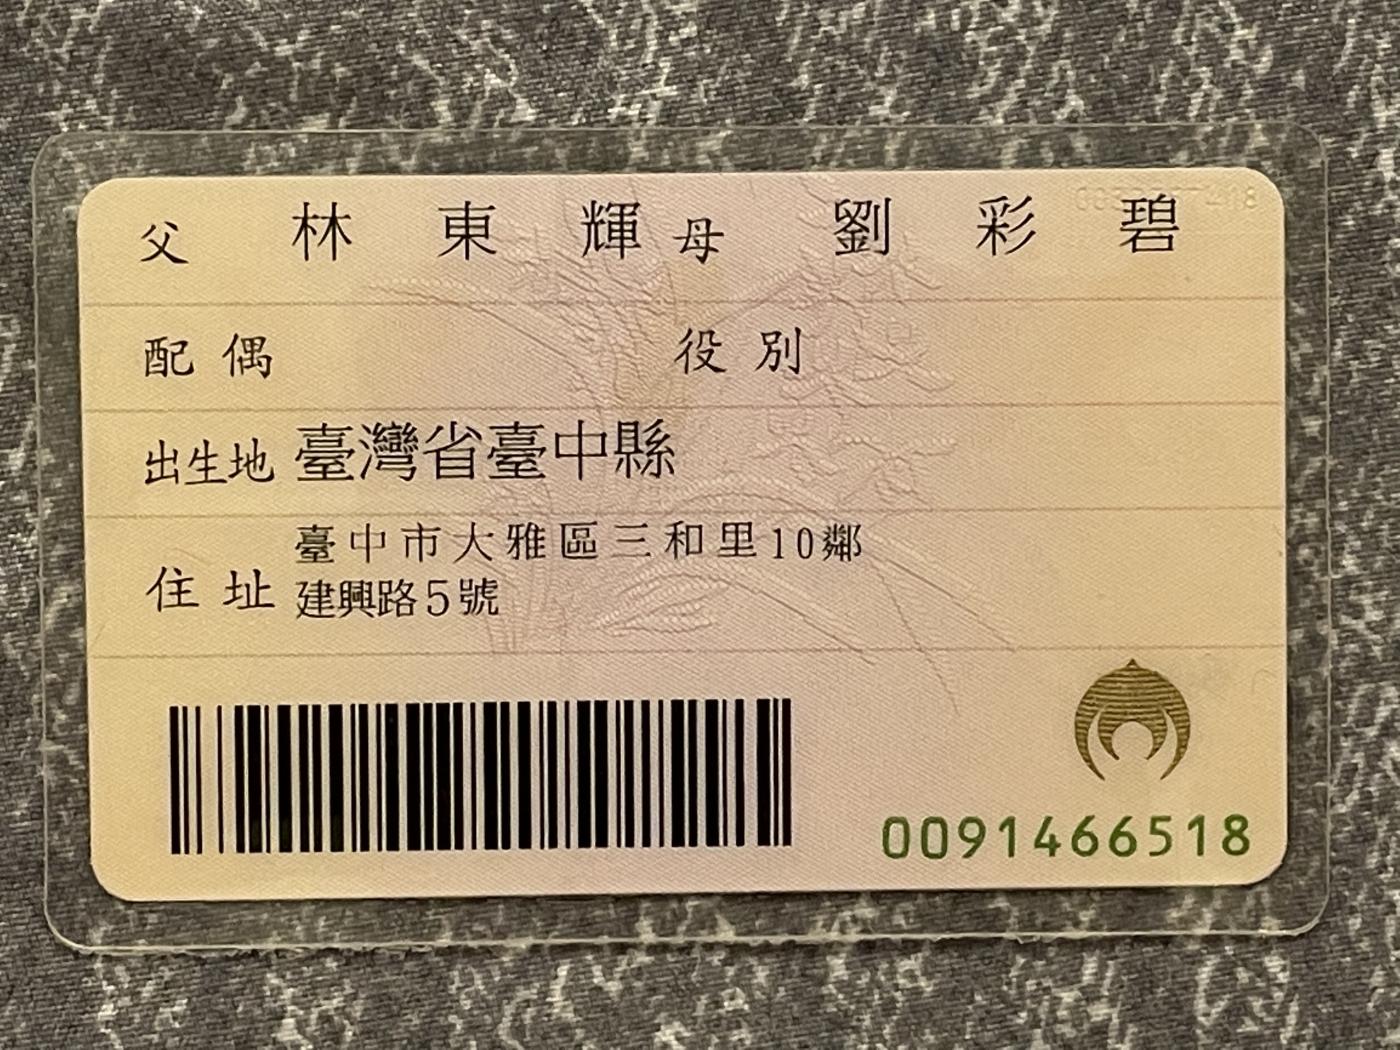 父 林東輝 母 劉彩碧
配偶 役別
出生地 臺灣省臺中縣
住址 臺中市大雅區三和里10鄰
建興路5號
0091466518